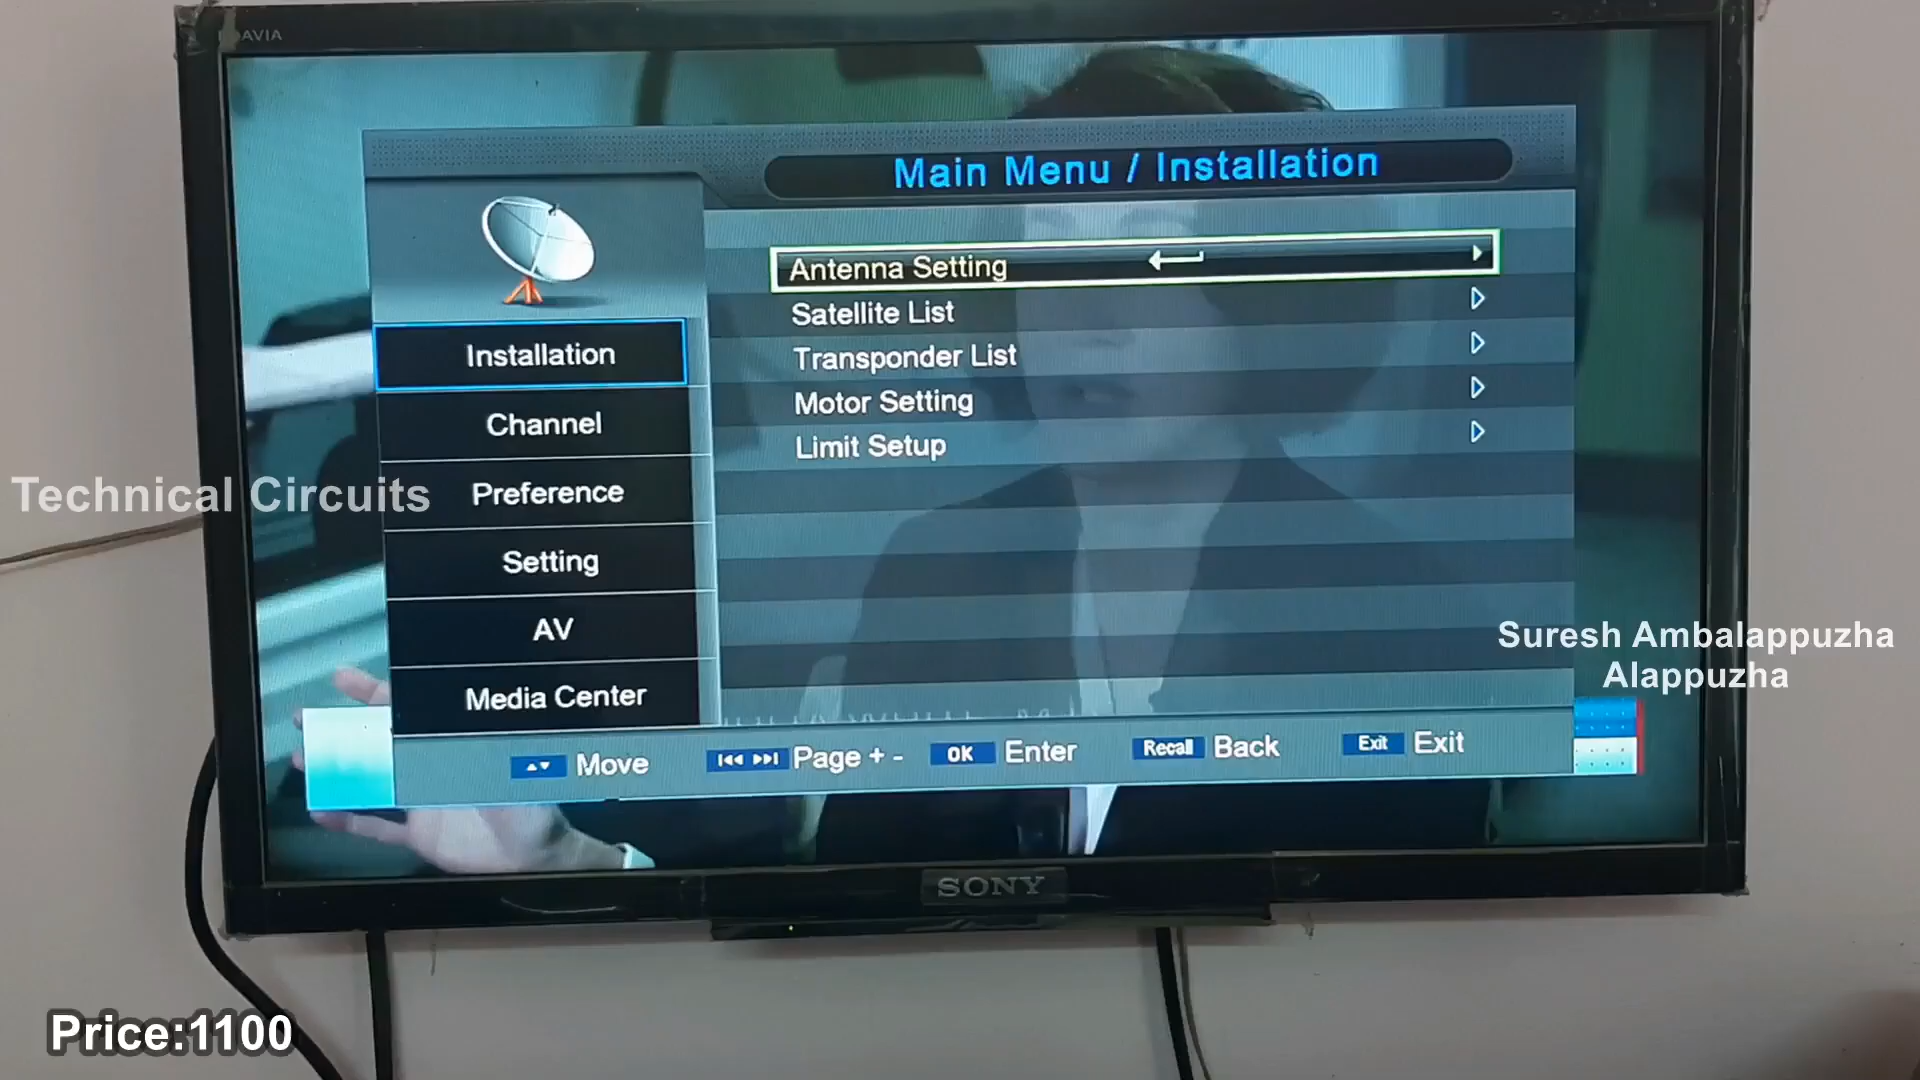 AVIA
Main Menu / Installation
Antenna Setting
Satellite List
Transponder List
Motor Setting
Limit Setup
Installation
Channel
Preference
Setting
AV
Media Center
Technical Circuits
Suresh Ambalappuzha
Alappuzha
Move
Page + -
OK Enter
Recall Back
Exit Exit
SONY
Price:1100